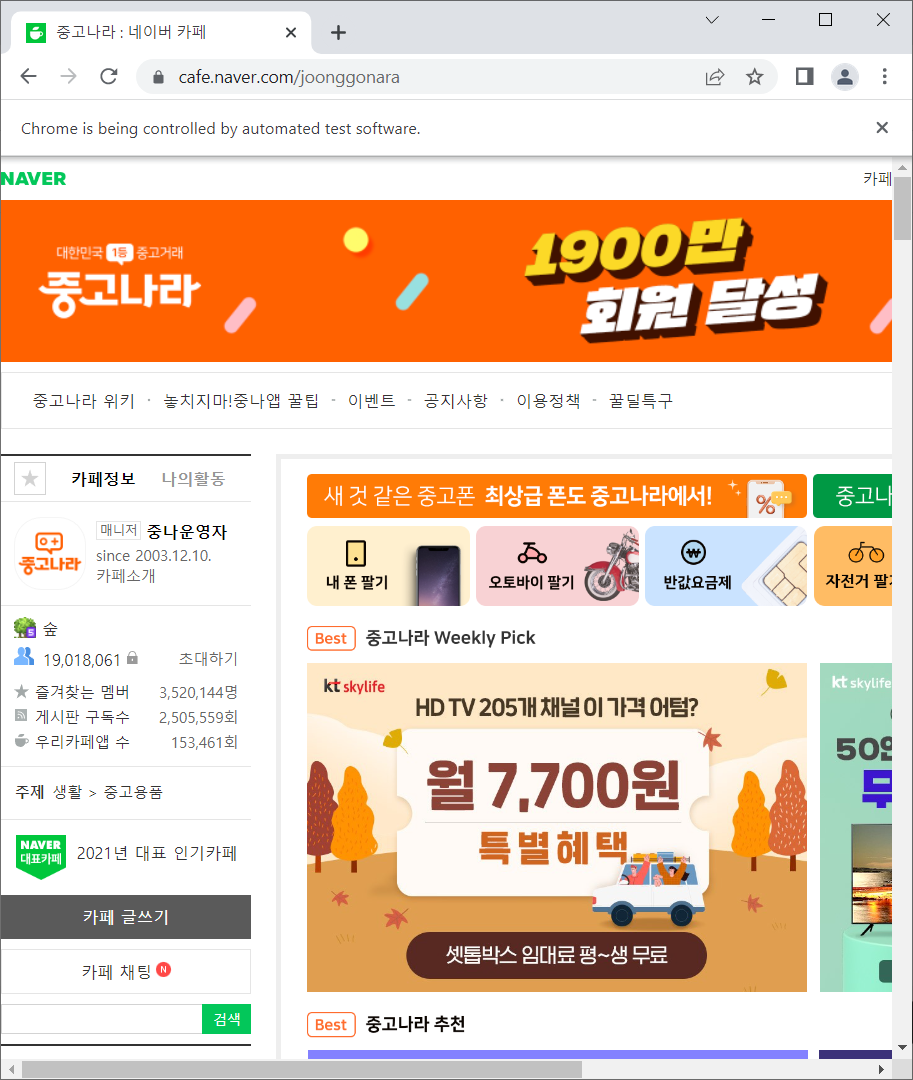 중고나라 : 네이버 카페
cafe.naver.com/joonggonara
Chrome is being controlled by automated test software.
NAVER
카페
대한민국 1등 중고거래
중고나라
1900만
회원 달성
중고나라 위키 · 놓치지마!중나앱 꿀팁 - 이벤트 - 공지사항 · 이용정책 - 꿀딜특구
카페정보 나의활동
매니저 중나운영자
since 2003.12.10.
카페소개
중고나라
5 숲
19,018,061 초대하기
즐겨찾는 멤버 3,520,144명
게시판 구독수 2,505,559회
우리카페앱 수 153,461회
주제 생활 > 중고용품
NAVER
대표카페
2021년 대표 인기카페
카페 글쓰기
카페 채팅 N
검색
새 것 같은 중고폰 최상급 폰도 중고나라에서!
%
중고나
내 폰 팔기
오토바이 팔기
반값요금제
자전거 팔기
Best 중고나라 Weekly Pick
kt skylife
HD TV 205개 채널 이 가격 어텀?
월 7,700원
특별혜택
셋톱박스 임대료 평~생 무료
kt skylife
50인
무
Best 중고나라 추천